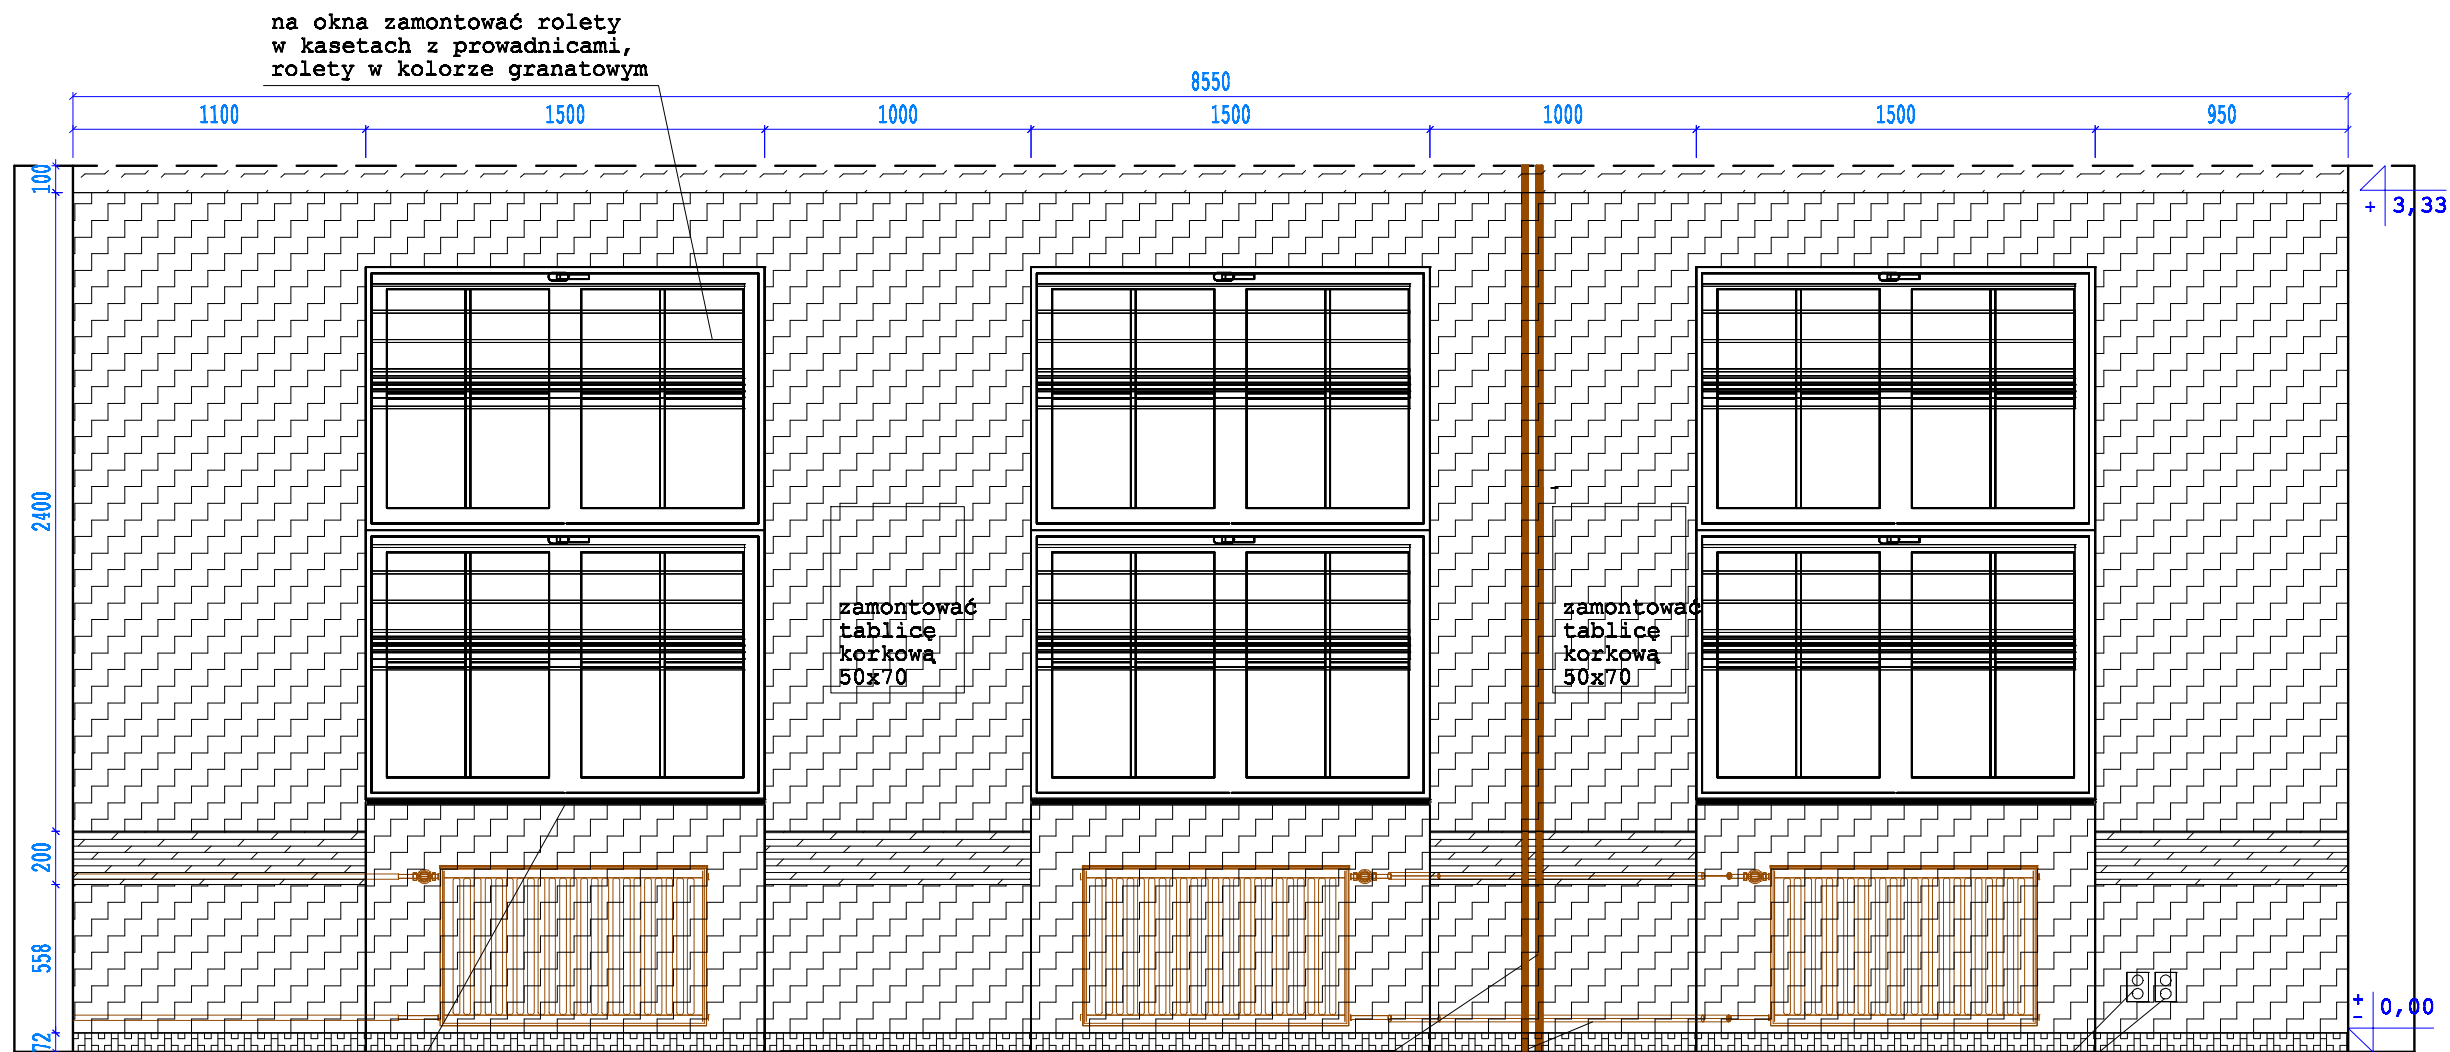 na okna zamontować rolety
w kasetach z prowadnicami,
rolety w kolorze granatowym
8550
1100 1500 1000 1500 1000 1500 950
100
+ 3,33
2400
zamontować
tablicę
korkową
50x70
zamontować
tablicę
korkową
50x70
200
558
+
- 0,00
72